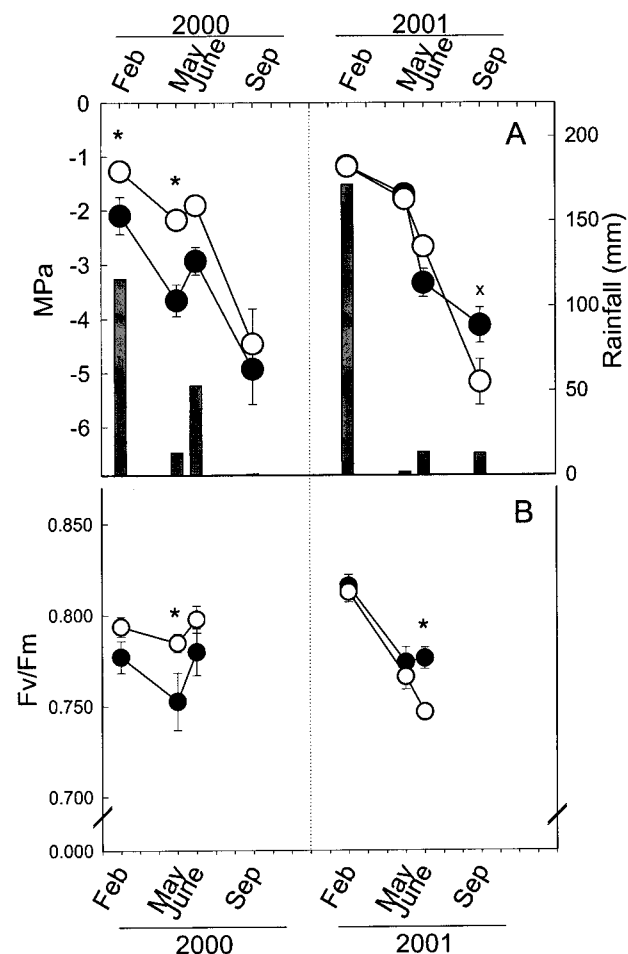 2000 2001
Feb May June Sep Feb May June Sep
0 A 200
* -1 *
-2 150
MPa -3 x Rainfall (mm)
-4 100
-5 50
-6 0
B
0.850
* *
0.800
Fv/Fm
0.750
0.700
0.000
Feb May June Sep Feb May June Sep
2000 2001